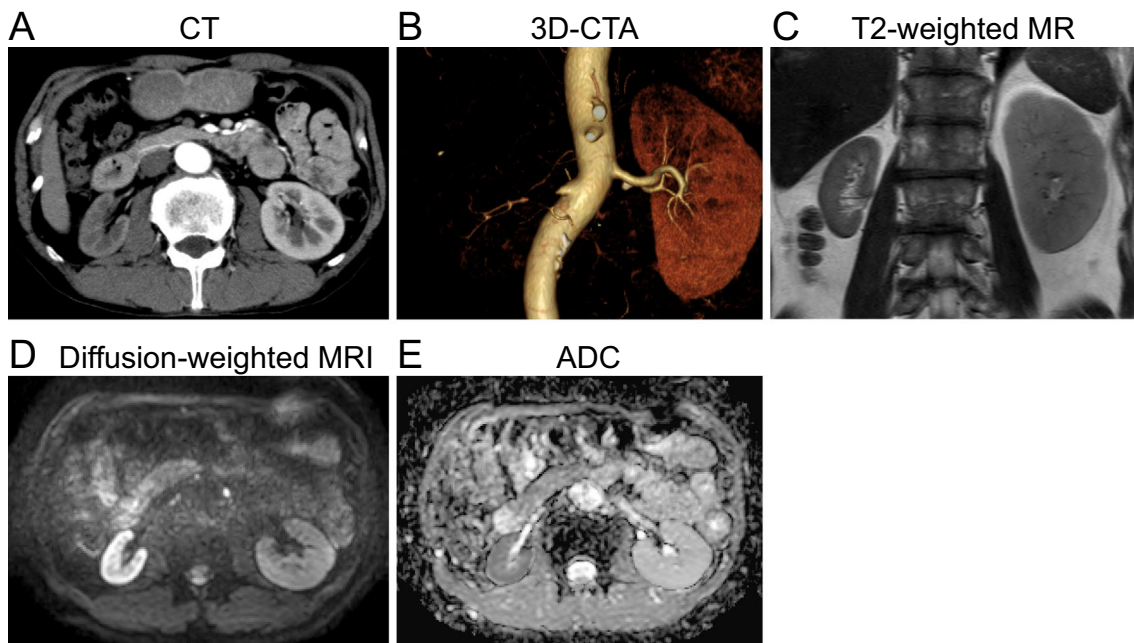 A CT
B 3D-CTA
C T2-weighted MR
D Diffusion-weighted MRI
E ADC